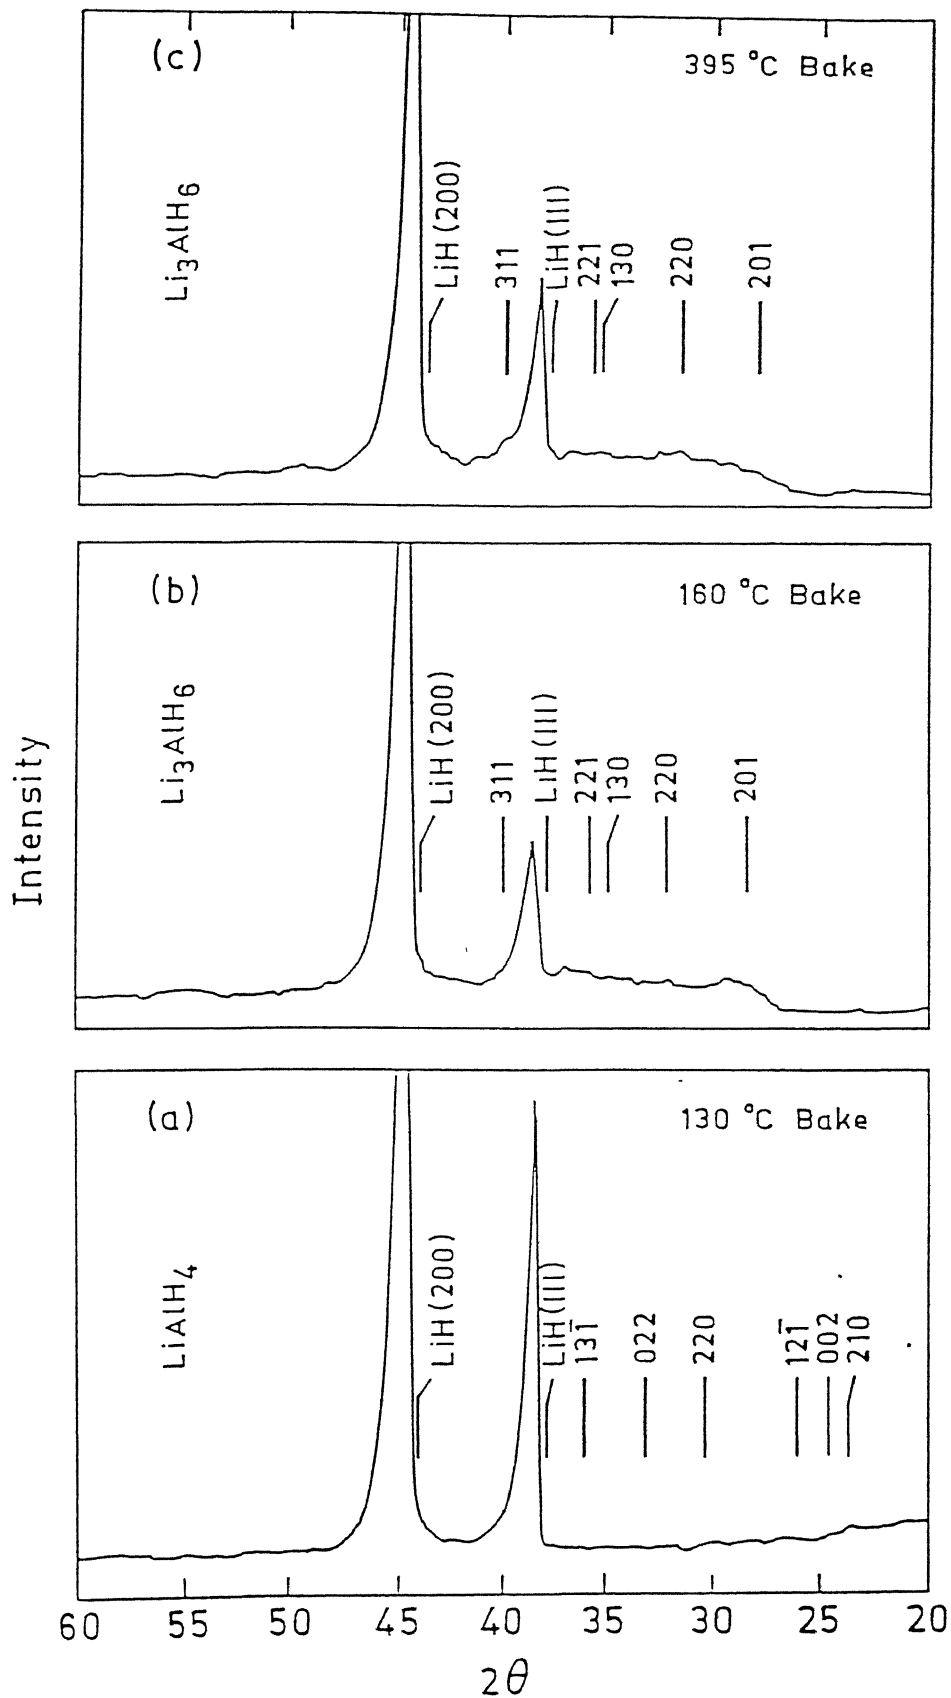 (c)
395 °C Bake
Li₃AlH₆
LiH(200)
311
LiH(111)
221
130
220
201
(b)
160 °C Bake
Li₃AlH₆
LiH(200)
311
LiH(111)
221
130
220
201
(a)
130 °C Bake
LiAlH₄
LiH(200)
LiH(111)
13̄1
022
220
121̄
002
210
Intensity
60 55 50 45 40 35 30 25 20
2θ